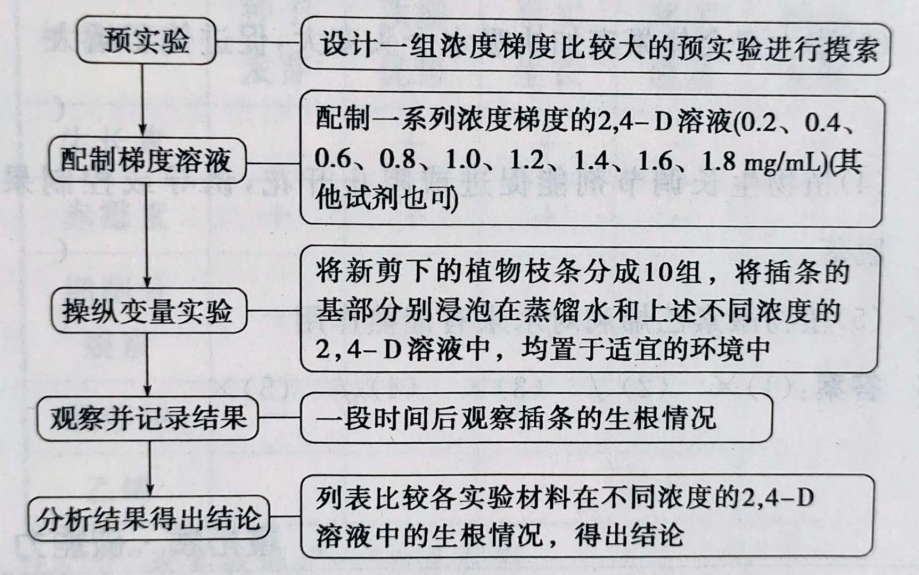 预实验
设计一组浓度梯度比较大的预实验进行摸索
配制梯度溶液
配制一系列浓度梯度的2,4-D溶液(0.2、0.4、
0.6、0.8、1.0、1.2、1.4、1.6、1.8 mg/mL)(其
他试剂也可)
操纵变量实验
将新剪下的植物枝条分成10组，将插条的
基部分别浸泡在蒸馏水和上述不同浓度的
2,4-D溶液中，均置于适宜的环境中
观察并记录结果
一段时间后观察插条的生根情况
分析结果得出结论
列表比较各实验材料在不同浓度的2,4-D
溶液中的生根情况，得出结论